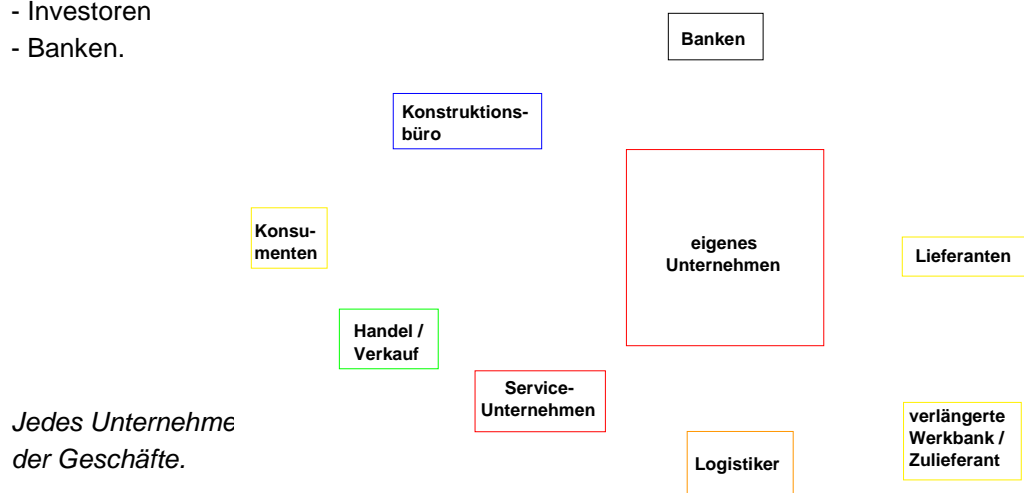 - Investoren
- Banken.
Banken
Konstruktions-
büro
Konsu-
menten
eigenes
Unternehmen
Lieferanten
Handel /
Verkauf
Service-
Unternehmen
verlängerte
Werkbank /
Zulieferant
Logistiker
Jedes Unternehme
der Geschäfte.